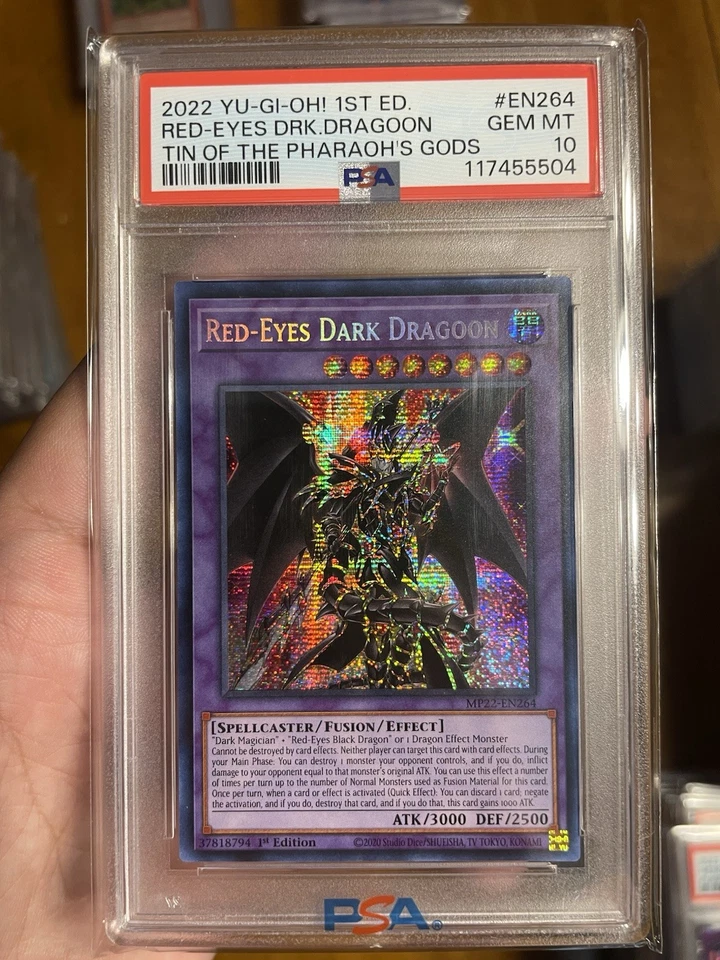 2022 YU-GI-OH! 1ST ED. #EN264
RED-EYES DRK.DRAGOON GEM MT
TIN OF THE PHARAOH'S GODS 10
PSA 117455504
RED-EYES DARK DRAGOON
MP22-EN264
[SPELLCASTER/FUSION/EFFECT]
"Dark Magician" + "Red-Eyes Black Dragon" or 1 Dragon Effect Monster
Cannot be destroyed by card effects. Neither player can target this card with card effects. During
your Main Phase: You can destroy 1 monster your opponent controls, and if you do, inflict
damage to your opponent equal to that monster's original ATK. You can use this effect a number
of times per turn up to the number of Normal Monsters used as Fusion Material for this card.
Once per turn, when a card or effect is activated (Quick Effect): You can discard 1 card; negate
the activation, and if you do, destroy that card, and if you do that, this card gains 1000 ATK.
ATK/3000 DEF/2500
37818794 1st Edition ©2020 Studio Dice/SHUEISHA, TV TOKYO, KONAMI
PSA®